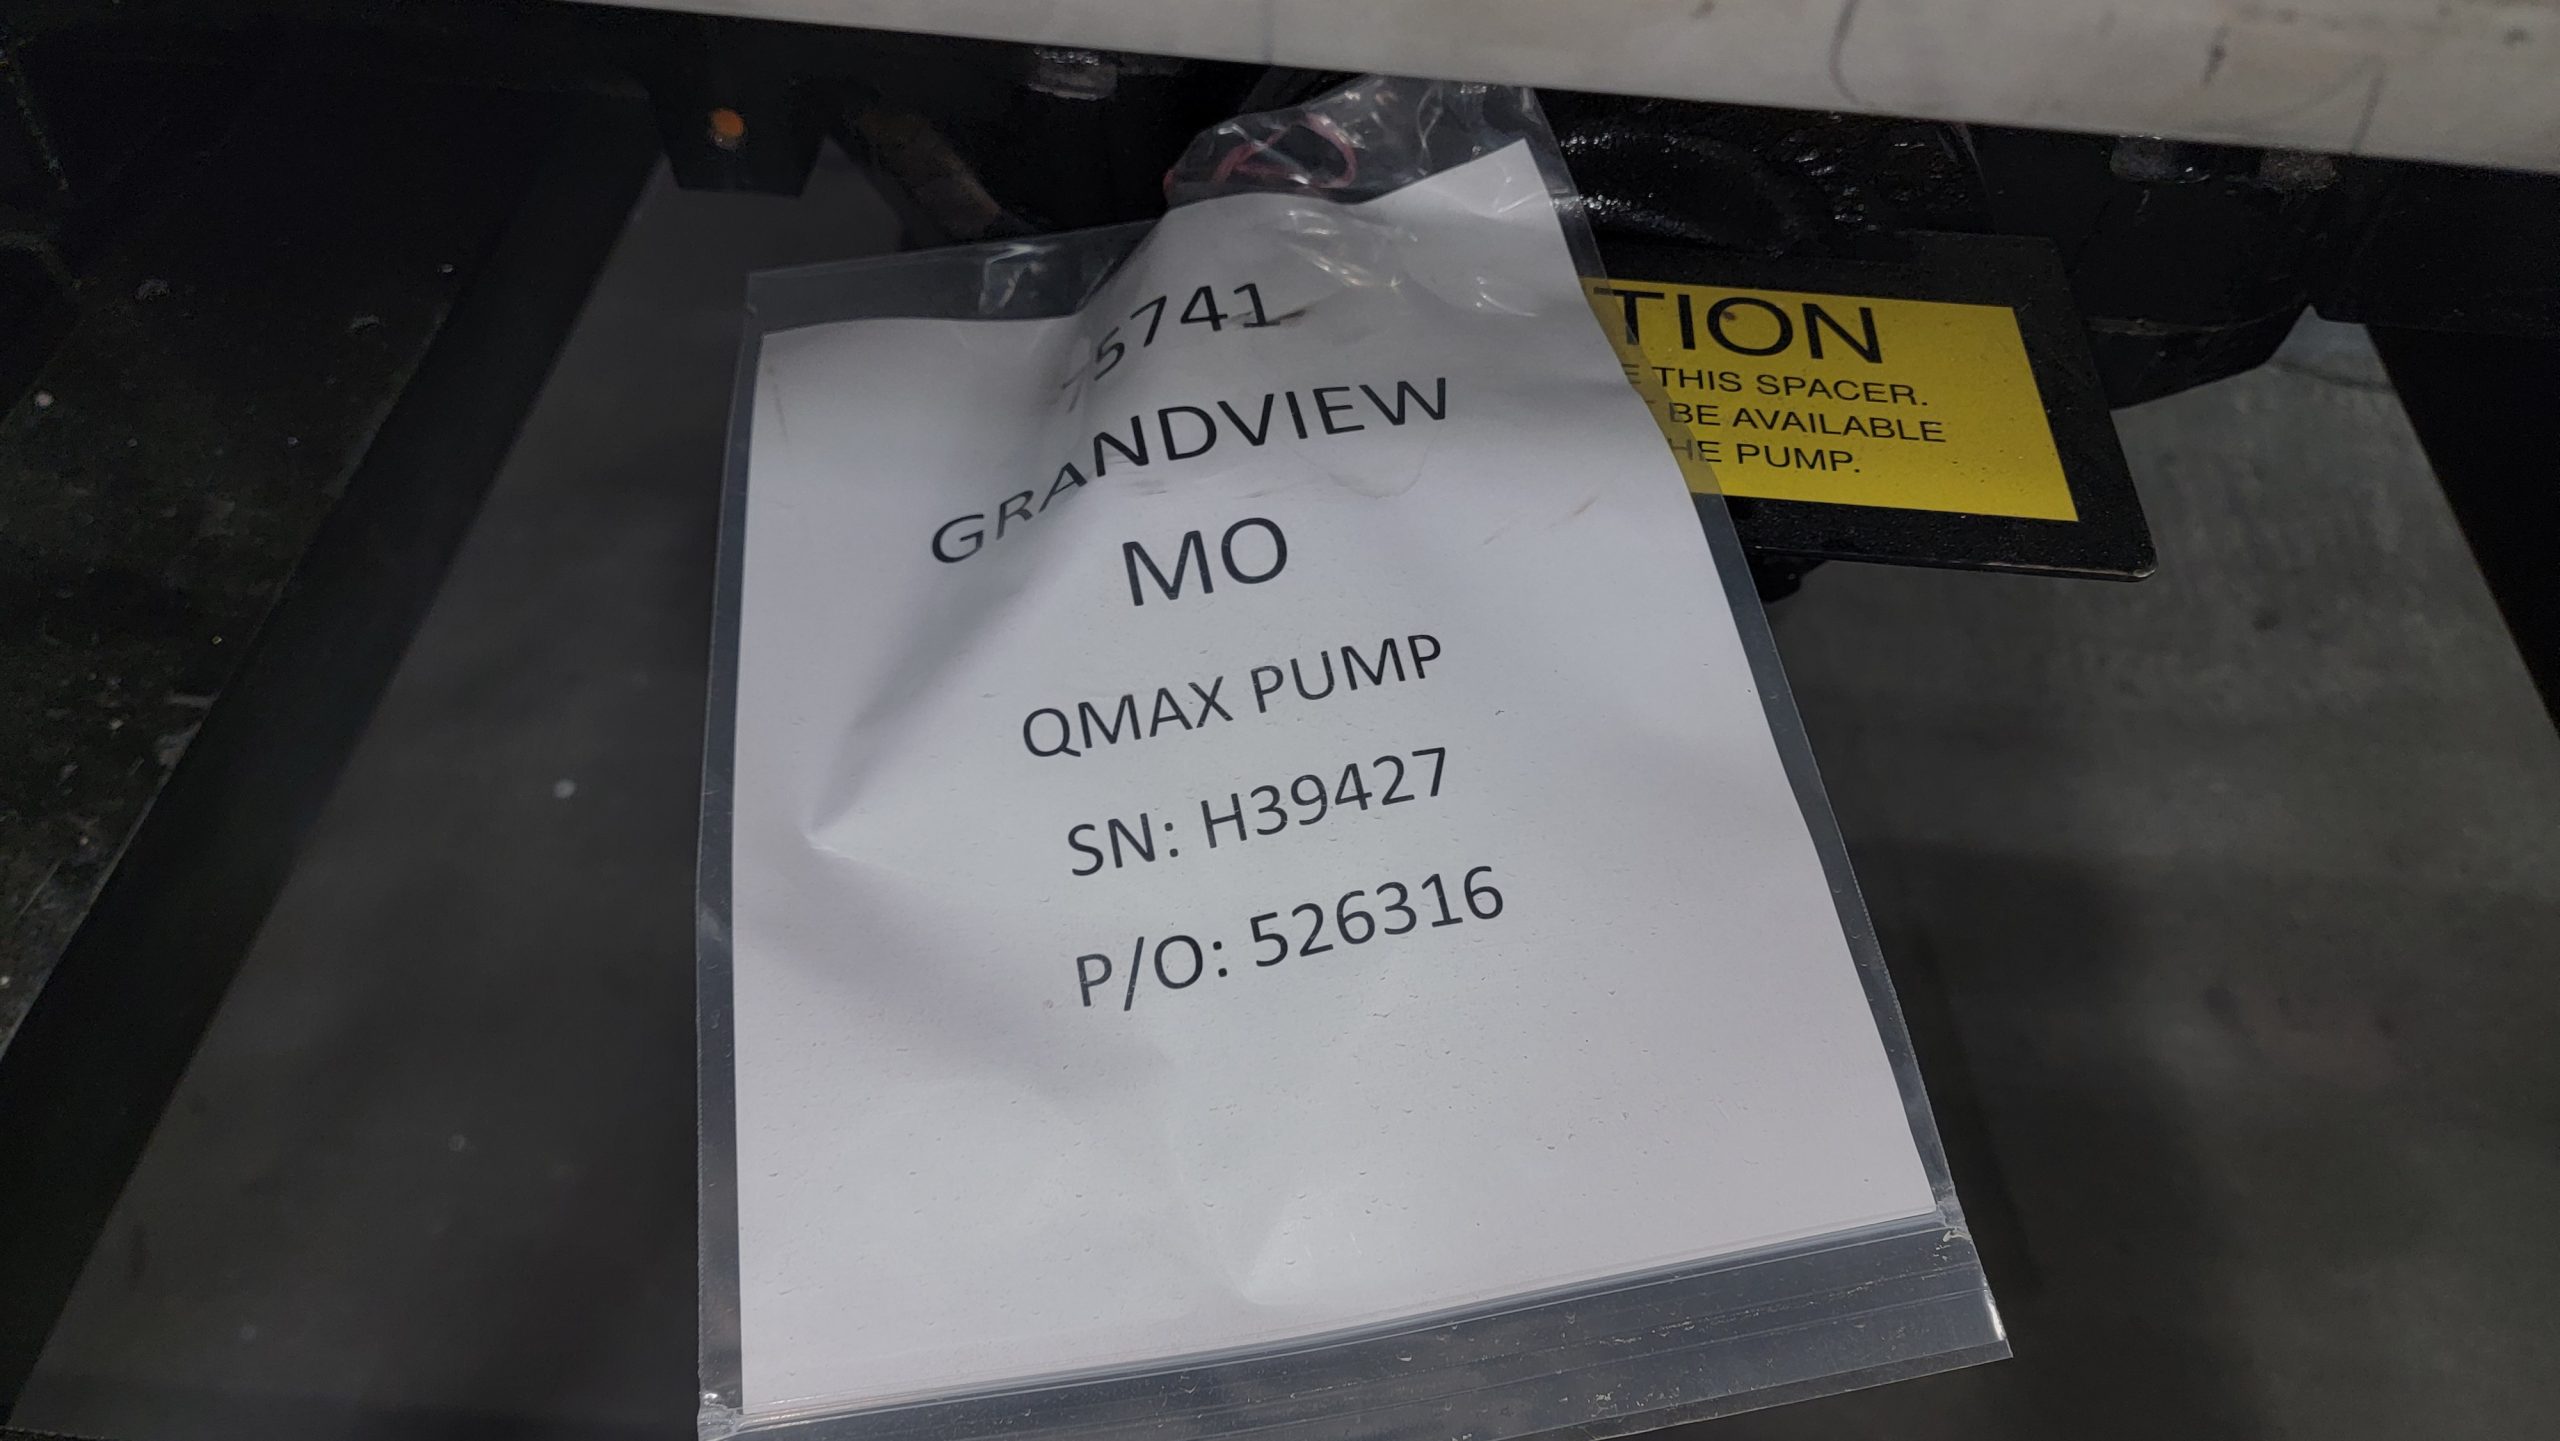 5741
GRANDVIEW
MO
QMAX PUMP
SN: H39427
P/O: 526316
TION
THIS SPACER.
BE AVAILABLE
HE PUMP.